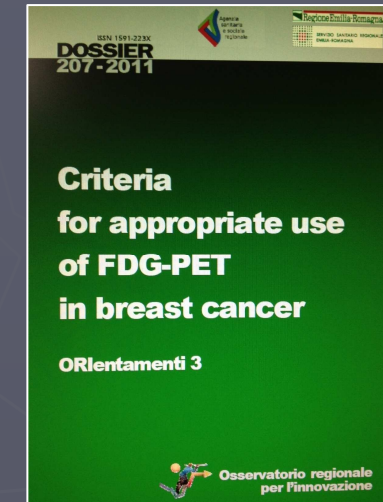 ISSN 1591-223X
DOSSIER
207-2011
Agenzia
sanitaria
e sociale
regionale
Regione Emilia-Romagna
SERVIZIO SANITARIO REGIONALE
EMILIA-ROMAGNA
Criteria
for appropriate use
of FDG-PET
in breast cancer
ORIentamenti 3
Osservatorio regionale
per l'innovazione